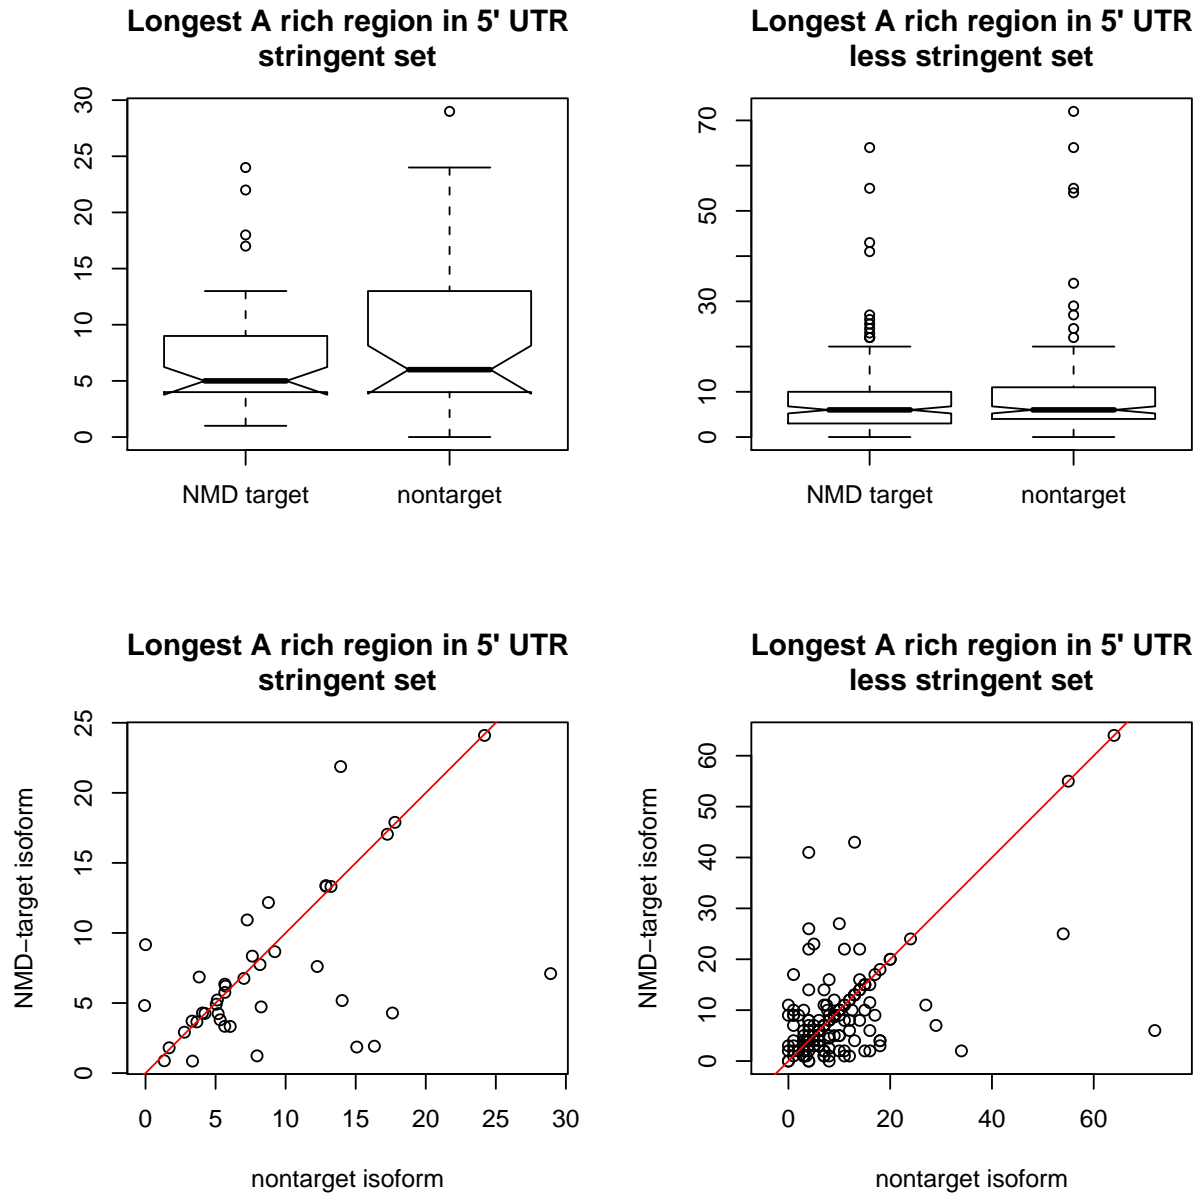 Longest A rich region in 5' UTR
stringent set
30
25
20
15
10
5
0
NMD target
nontarget
Longest A rich region in 5' UTR
less stringent set
70
50
30
10
0
NMD target
nontarget
Longest A rich region in 5' UTR
stringent set
NMD−target isoform
25
20
15
10
5
0
0 5 10 15 20 25 30
nontarget isoform
Longest A rich region in 5' UTR
less stringent set
NMD−target isoform
60
50
40
30
20
10
0
0 20 40 60
nontarget isoform